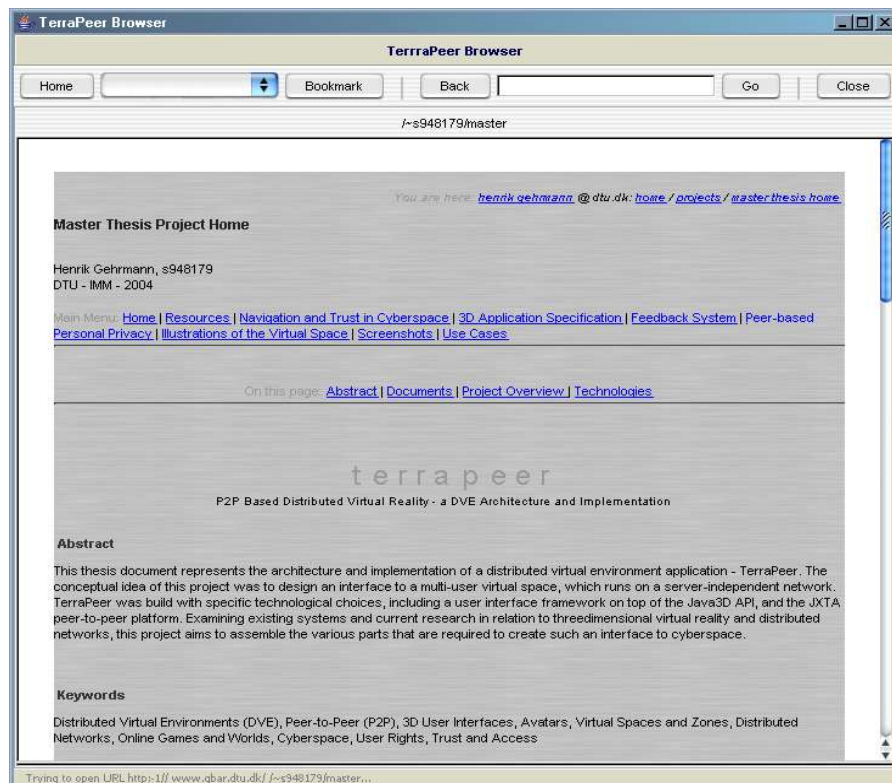 TerraPeer Browser
TerrraPeer Browser
Home Bookmark Back Go Close
/~s948179/master
You are here: henrik gehrmann @ dtu.dk: home / projects / master thesis home
Master Thesis Project Home
Henrik Gehrmann, s948179
DTU - IMM - 2004
Main Menu: Home | Resources | Navigation and Trust in Cyberspace | 3D Application Specification | Feedback System | Peer-based
Personal Privacy | Illustrations of the Virtual Space | Screenshots | Use Cases
On this page: Abstract | Documents | Project Overview | Technologies
terrapeer
P2P Based Distributed Virtual Reality - a DVE Architecture and Implementation
Abstract
This thesis document represents the architecture and implementation of a distributed virtual environment application - TerraPeer. The
conceptual idea of this project was to design an interface to a multi-user virtual space, which runs on a server-independent network.
TerraPeer was build with specific technological choices, including a user interface framework on top of the Java3D API, and the JXTA
peer-to-peer platform. Examining existing systems and current research in relation to threedimensional virtual reality and distributed
networks, this project aims to assemble the various parts that are required to create such an interface to cyberspace.
Keywords
Distributed Virtual Environments (DVE), Peer-to-Peer (P2P), 3D User Interfaces, Avatars, Virtual Spaces and Zones, Distributed
Networks, Online Games and Worlds, Cyberspace, User Rights, Trust and Access
Trying to open URL http:-1// www.gbar.dtu.dk/ /~s948179/master...